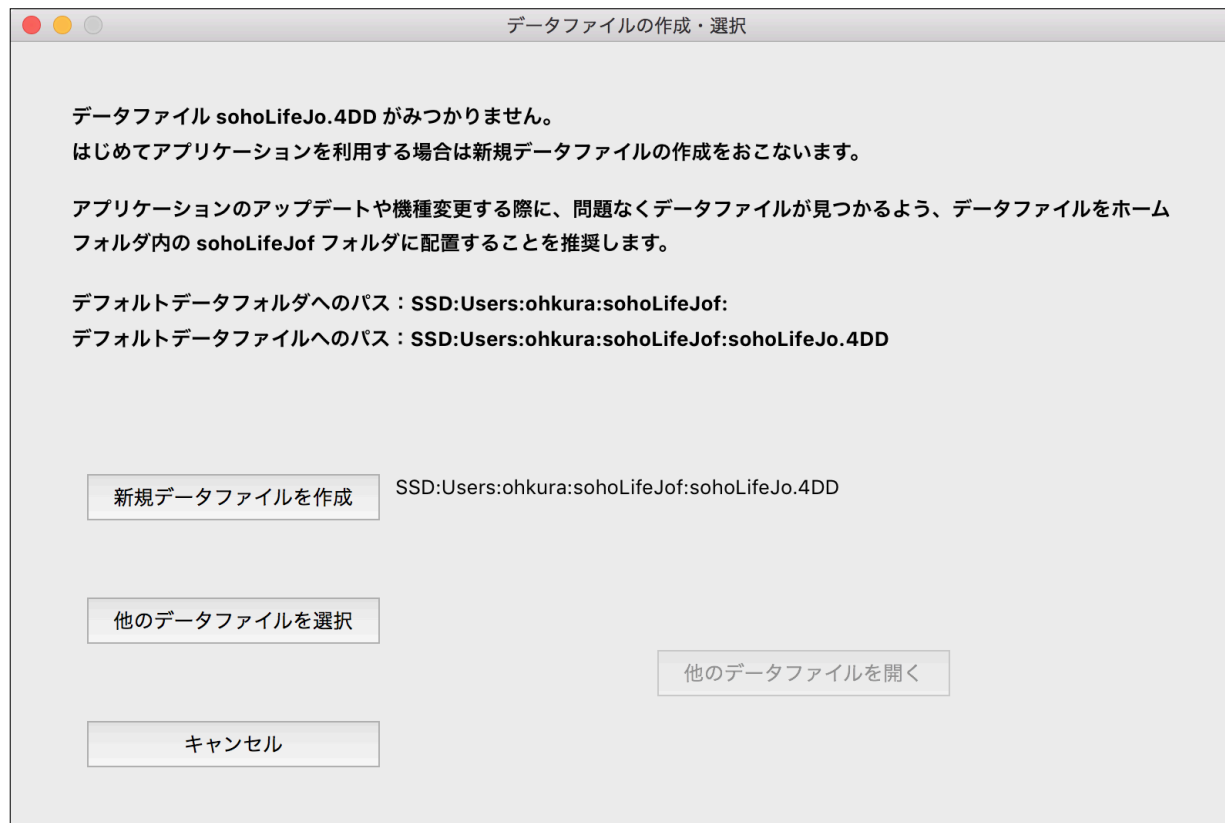 データファイルの作成・選択
データファイル sohoLifeJo.4DD がみつかりません。
はじめてアプリケーションを利用する場合は新規データファイルの作成をおこないます。
アプリケーションのアップデートや機種変更する際に、問題なくデータファイルが見つかるよう、データファイルをホーム
フォルダ内の sohoLifeJof フォルダに配置することを推奨します。
デフォルトデータフォルダへのパス：SSD:Users:ohkura:sohoLifeJof:
デフォルトデータファイルへのパス：SSD:Users:ohkura:sohoLifeJof:sohoLifeJo.4DD
新規データファイルを作成
SSD:Users:ohkura:sohoLifeJof:sohoLifeJo.4DD
他のデータファイルを選択
他のデータファイルを開く
キャンセル